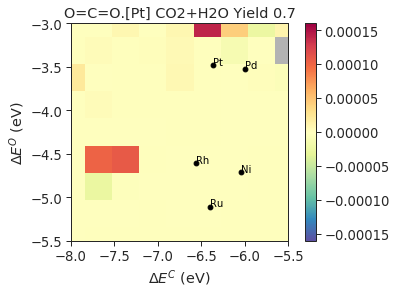 O=C=O.[Pt] CO2+H2O Yield 0.7
−3.0
−3.5
−4.0
−4.5
−5.0
−5.5
ΔE^O (eV)
Pt
Pd
Rh
Ni
Ru
−8.0 −7.5 −7.0 −6.5 −6.0 −5.5
ΔE^C (eV)
0.00015
0.00010
0.00005
0.00000
−0.00005
−0.00010
−0.00015